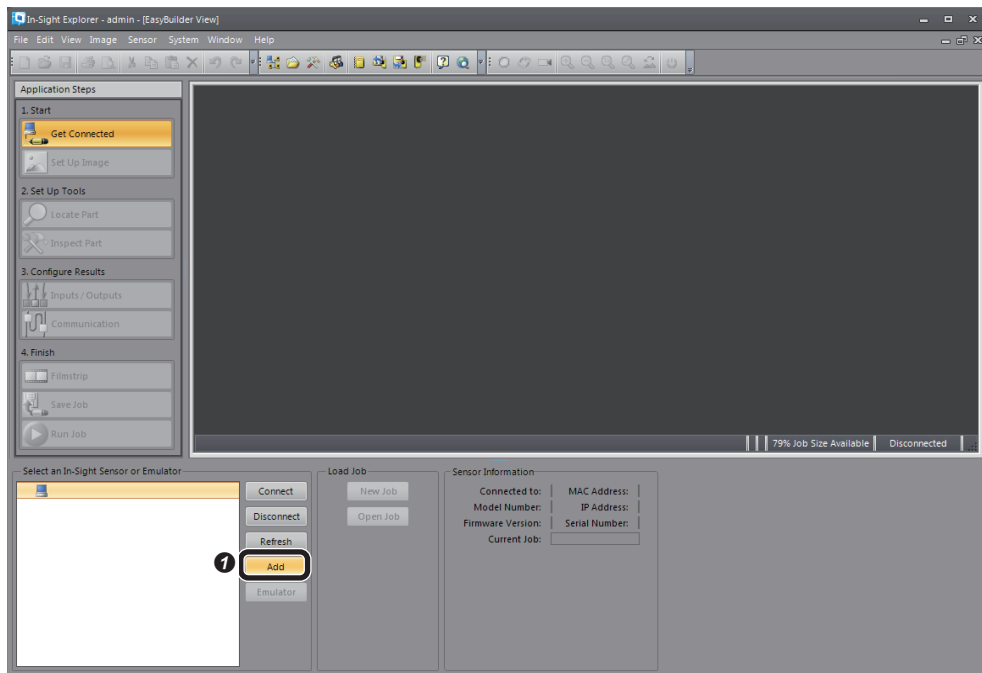 In-Sight Explorer - admin - [EasyBuilder View]
File Edit View Image Sensor System Window Help
Application Steps
1. Start
Get Connected
Set Up Image
2. Set Up Tools
Locate Part
Inspect Part
3. Configure Results
Inputs / Outputs
Communication
4. Finish
Filmstrip
Save Job
Run Job
79% Job Size Available Disconnected
Select an In-Sight Sensor or Emulator
Connect
Disconnect
Refresh
1 Add
Emulator
Load Job
New Job
Open Job
Sensor Information
Connected to: MAC Address:
Model Number: IP Address:
Firmware Version: Serial Number:
Current Job: